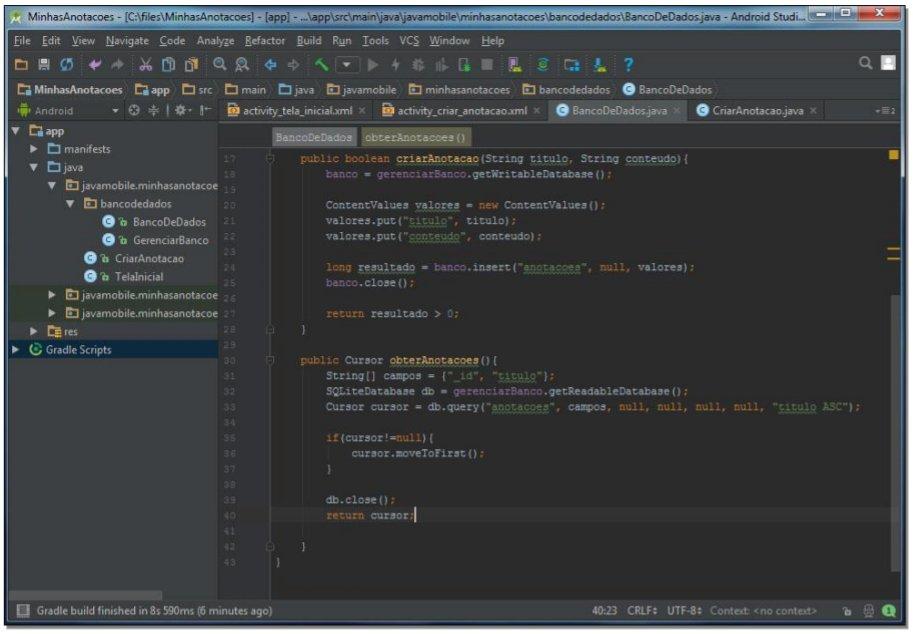 MinhasAnotacoes - [C:\files\MinhasAnotacoes] - [app] - ...\app\src\main\java\javamobile\minhasanotacoes\bancodedados\BancoDeDados.java - Android Studi...
File Edit View Navigate Code Analyze Refactor Build Run Tools VCS Window Help
MinhasAnotacoes app src main java javamobile minhasanotacoes bancodedados BancoDeDados
Android
activity_tela_inicial.xml × activity_criar_anotacao.xml × BancoDeDados.java × CriarAnotacao.java ×
app
manifests
java
javamobile.minhasanotacoe
bancodedados
BancoDeDados
GerenciarBanco
CriarAnotacao
TelaInicial
javamobile.minhasanotacoe
javamobile.minhasanotacoe
res
Gradle Scripts
BancoDeDados obterAnotacoes()
17 public boolean criarAnotacao(String titulo, String conteudo){
18 banco = gerenciarBanco.getWritableDatabase();
19
20 ContentValues valores = new ContentValues();
21 valores.put("titulo", titulo);
22 valores.put("conteudo", conteudo);
23
24 long resultado = banco.insert("anotacoes", null, valores);
25 banco.close();
26
27 return resultado > 0;
28 }
29
30 public Cursor obterAnotacoes(){
31 String[] campos = {"_id", "titulo"};
32 SQLiteDatabase db = gerenciarBanco.getReadableDatabase();
33 Cursor cursor = db.query("anotacoes", campos, null, null, null, null, "titulo ASC");
34
35 if(cursor!=null){
36 cursor.moveToFirst();
37 }
38
39 db.close();
40 return cursor;
41
42 }
43 }
Gradle build finished in 8s 590ms (6 minutes ago) 40:23 CRLF UTF-8 Context: <no context> 1